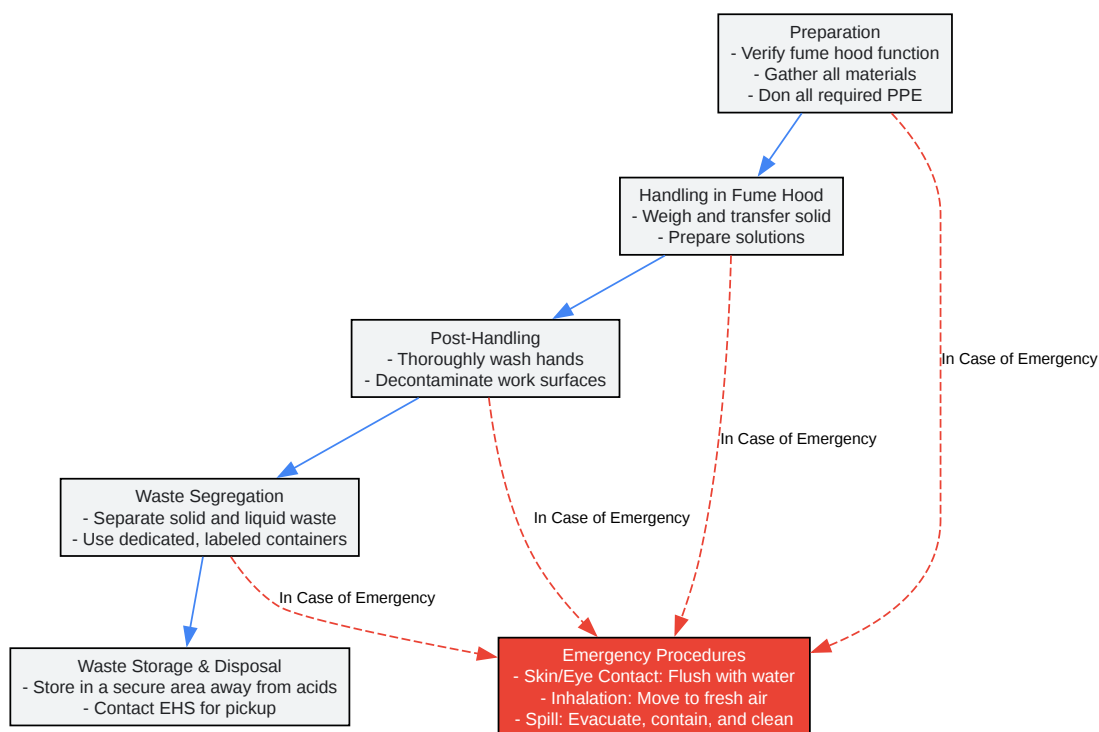 Preparation
- Verify fume hood function
- Gather all materials
- Don all required PPE
Handling in Fume Hood
- Weigh and transfer solid
- Prepare solutions
Post-Handling
- Thoroughly wash hands
- Decontaminate work surfaces
In Case of Emergency
In Case of Emergency
Waste Segregation
- Separate solid and liquid waste
- Use dedicated, labeled containers
In Case of Emergency
In Case of Emergency
Waste Storage & Disposal
- Store in a secure area away from acids
- Contact EHS for pickup
Emergency Procedures
- Skin/Eye Contact: Flush with water
- Inhalation: Move to fresh air
- Spill: Evacuate, contain, and clean